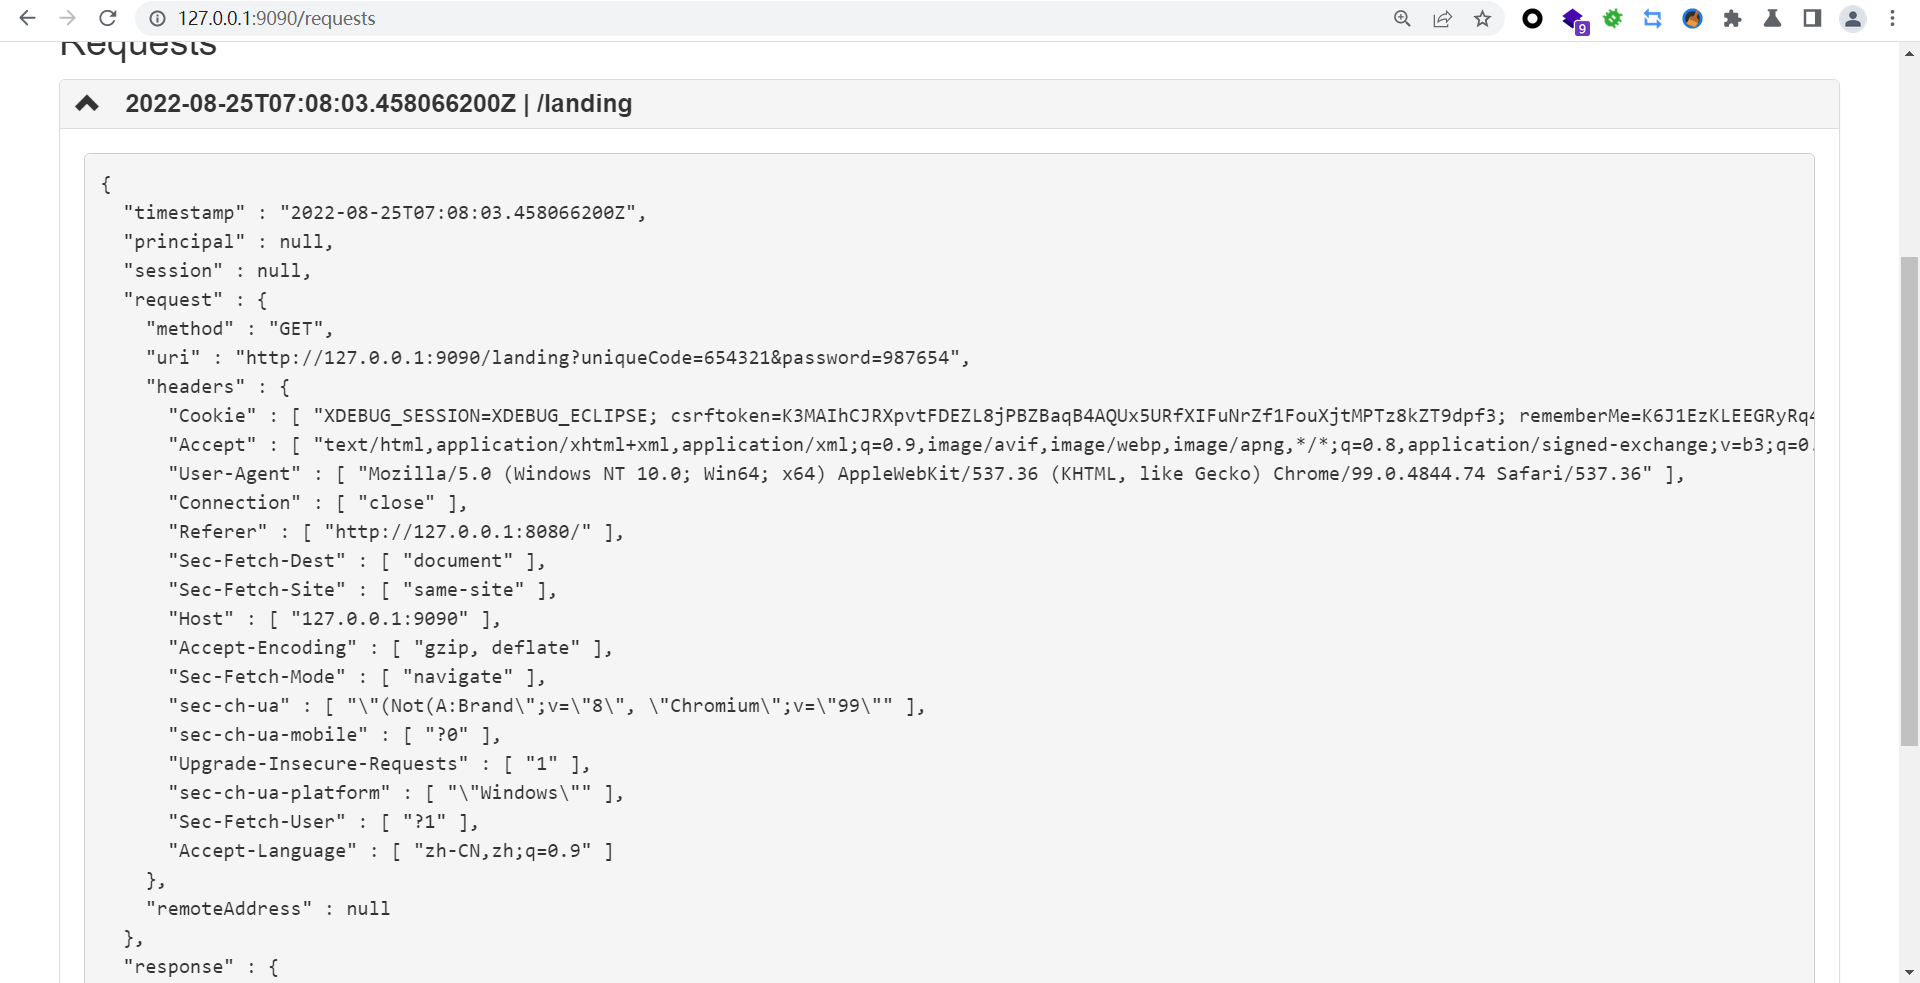 127.0.0.1:9090/requests
9
Requests
2022-08-25T07:08:03.458066200Z | /landing
{
"timestamp" : "2022-08-25T07:08:03.458066200Z",
"principal" : null,
"session" : null,
"request" : {
"method" : "GET",
"uri" : "http://127.0.0.1:9090/landing?uniqueCode=654321&password=987654",
"headers" : {
"Cookie" : [ "XDEBUG_SESSION=XDEBUG_ECLIPSE; csrftoken=K3MAIhCJRXpvtFDEZL8jPBZBaqB4AQUx5URfXIFuNrZf1FouXjtMPTz8kZT9dpf3; rememberMe=K6J1EzKLEEGRyRq4
"Accept" : [ "text/html,application/xhtml+xml,application/xml;q=0.9,image/avif,image/webp,image/apng,*/*;q=0.8,application/signed-exchange;v=b3;q=0.
"User-Agent" : [ "Mozilla/5.0 (Windows NT 10.0; Win64; x64) AppleWebKit/537.36 (KHTML, like Gecko) Chrome/99.0.4844.74 Safari/537.36" ],
"Connection" : [ "close" ],
"Referer" : [ "http://127.0.0.1:8080/" ],
"Sec-Fetch-Dest" : [ "document" ],
"Sec-Fetch-Site" : [ "same-site" ],
"Host" : [ "127.0.0.1:9090" ],
"Accept-Encoding" : [ "gzip, deflate" ],
"Sec-Fetch-Mode" : [ "navigate" ],
"sec-ch-ua" : [ "\"(Not(A:Brand\";v=\"8\", \"Chromium\";v=\"99\"" ],
"sec-ch-ua-mobile" : [ "?0" ],
"Upgrade-Insecure-Requests" : [ "1" ],
"sec-ch-ua-platform" : [ "\"Windows\"" ],
"Sec-Fetch-User" : [ "?1" ],
"Accept-Language" : [ "zh-CN,zh;q=0.9" ]
},
"remoteAddress" : null
},
"response" : {